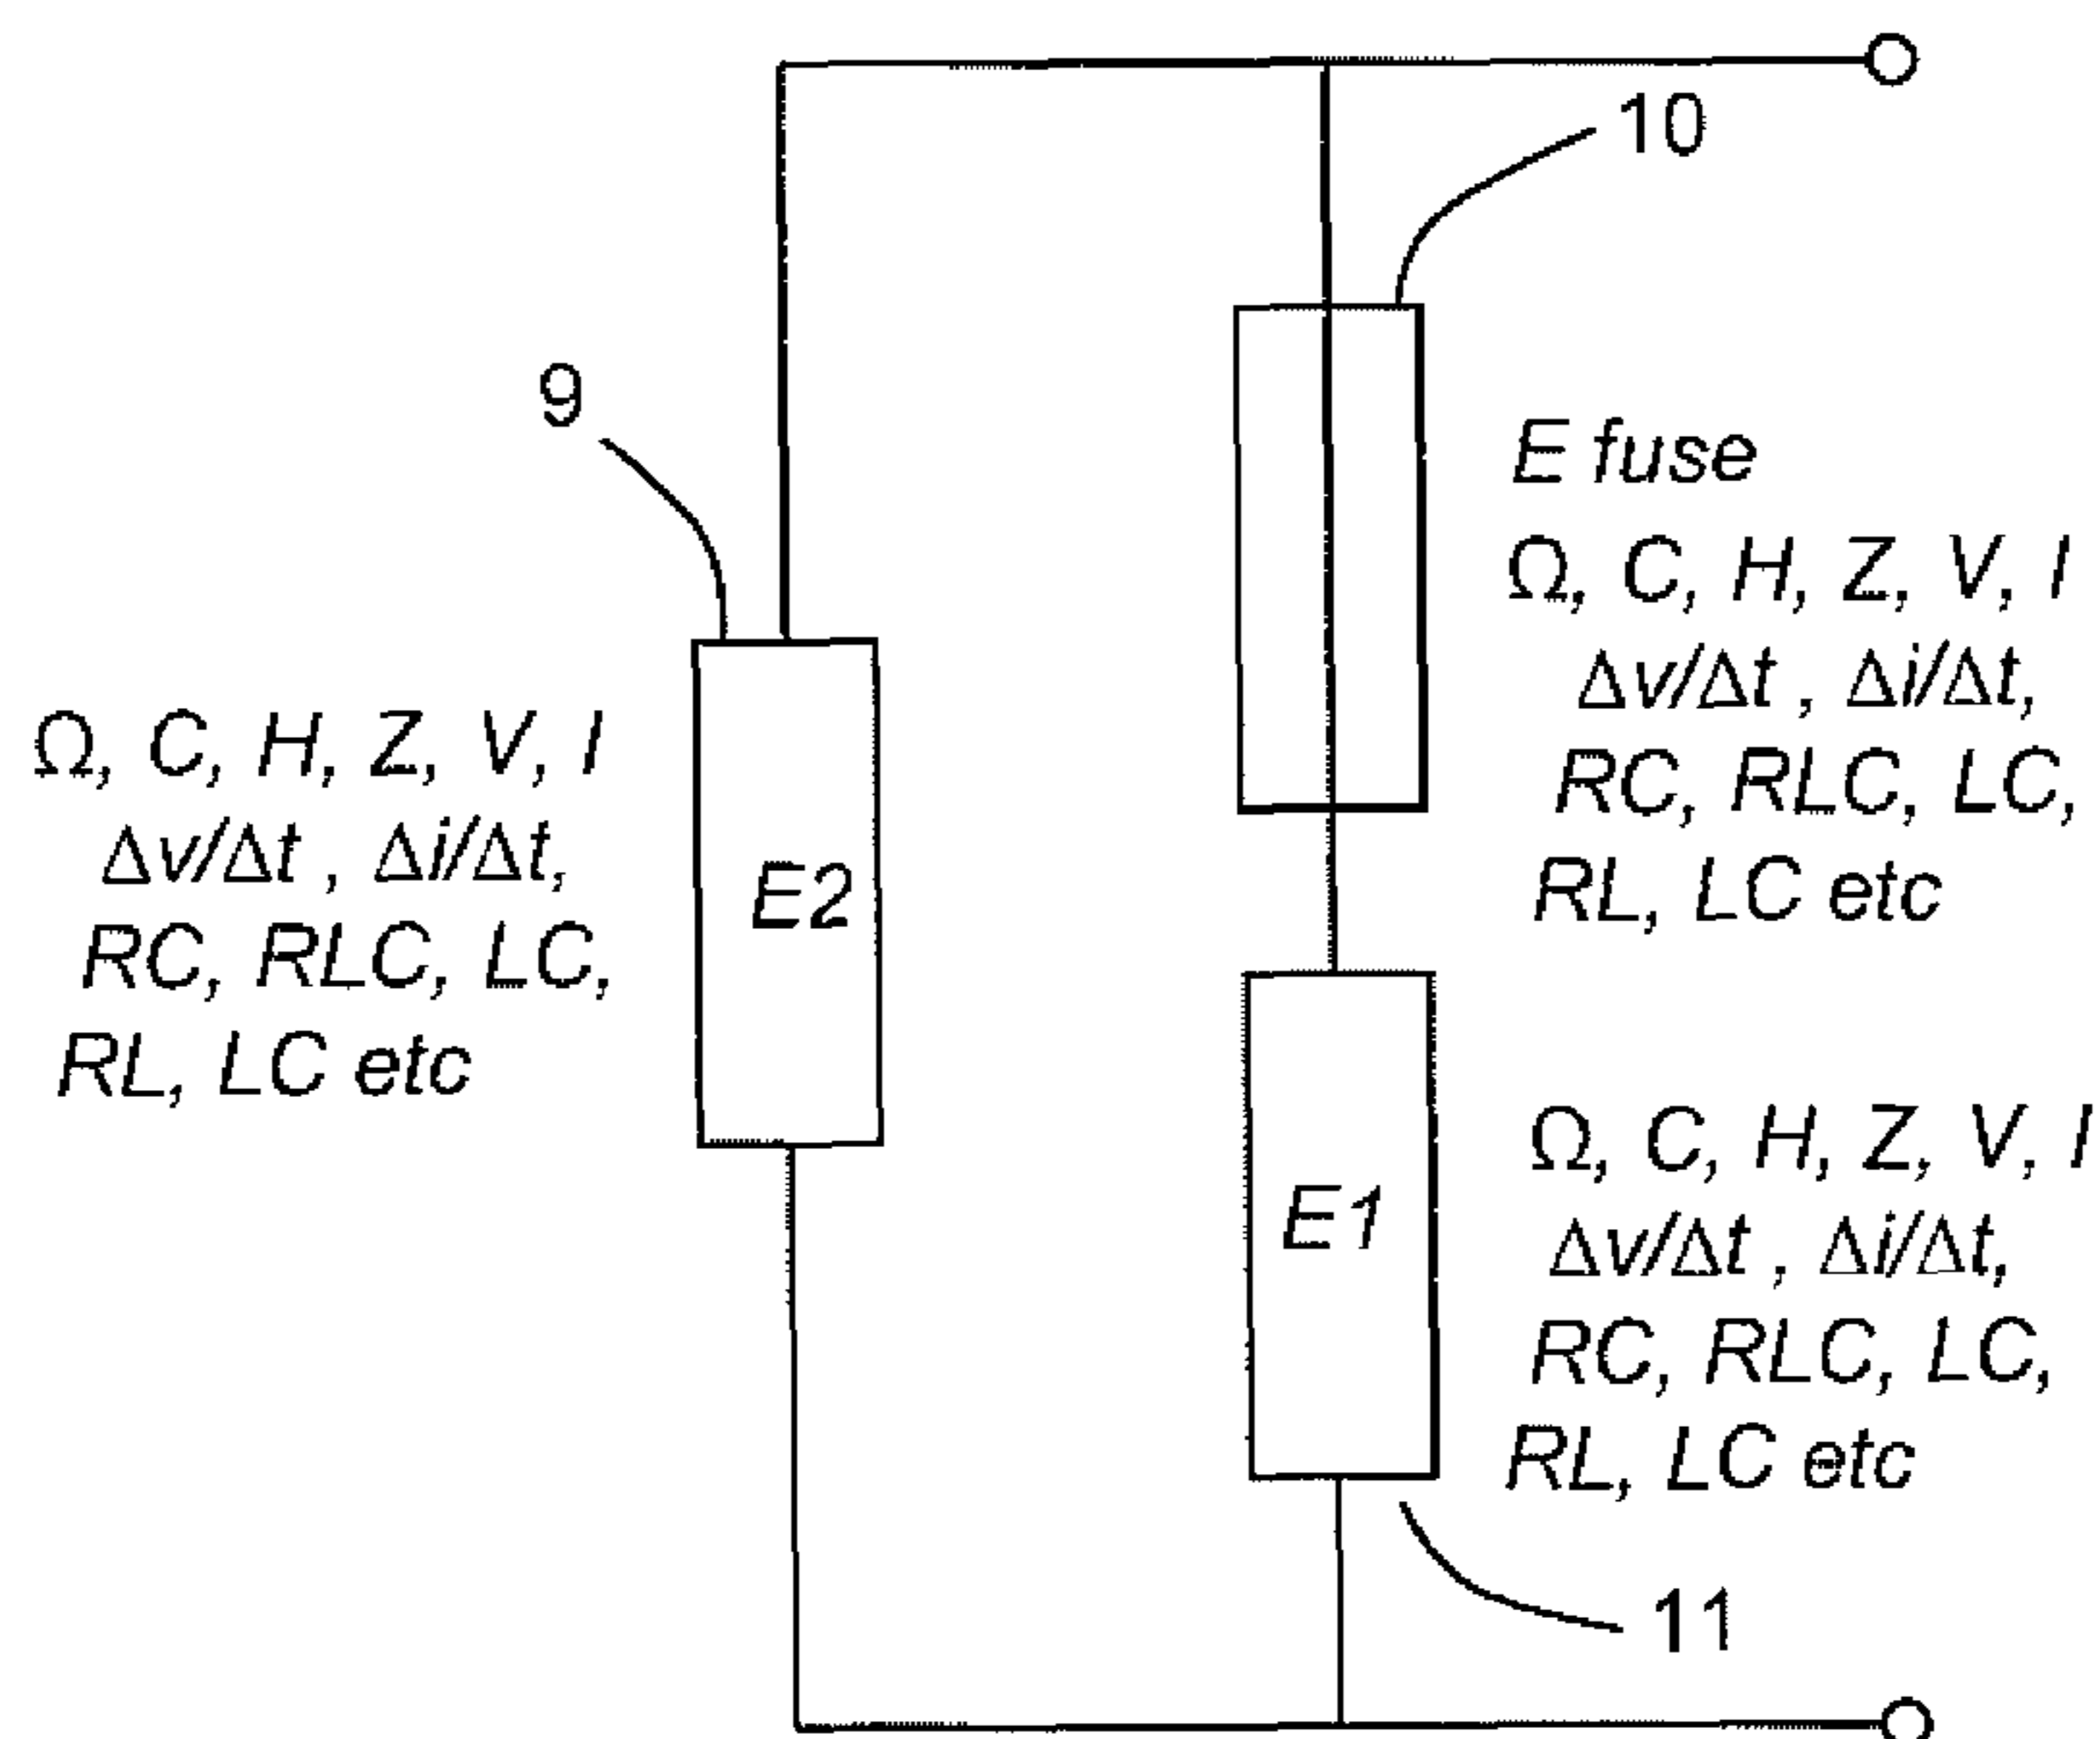 10
9
E fuse
Ω, C, H, Z, V, I
Δv/Δt , Δi/Δt,
RC, RLC, LC,
RL, LC etc
Ω, C, H, Z, V, I
Δv/Δt , Δi/Δt,
RC, RLC, LC,
RL, LC etc
E2
E1
Ω, C, H, Z, V, I
Δv/Δt , Δi/Δt,
RC, RLC, LC,
RL, LC etc
11